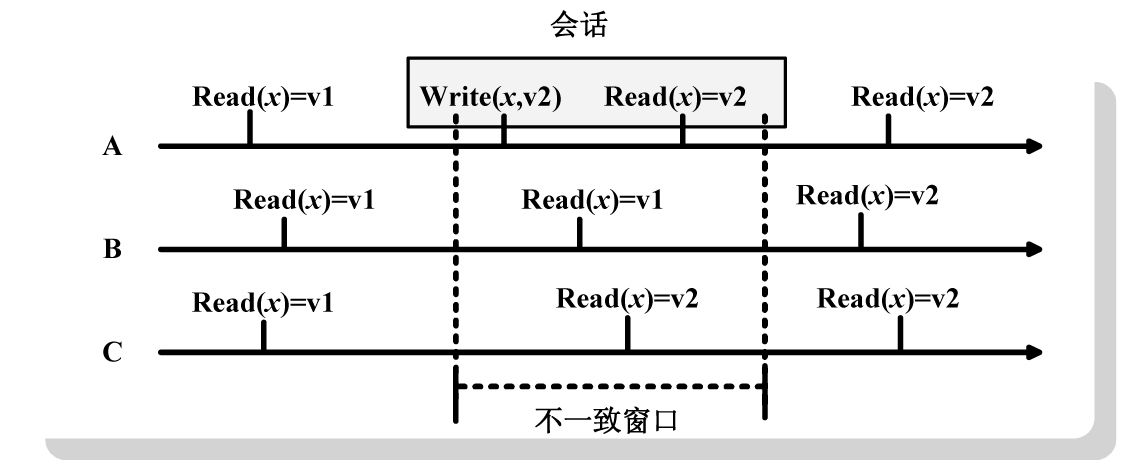 会话
Read(x)=v1 Write(x,v2) Read(x)=v2 Read(x)=v2
A
Read(x)=v1 Read(x)=v1 Read(x)=v2
B
Read(x)=v1 Read(x)=v2 Read(x)=v2
C
不一致窗口